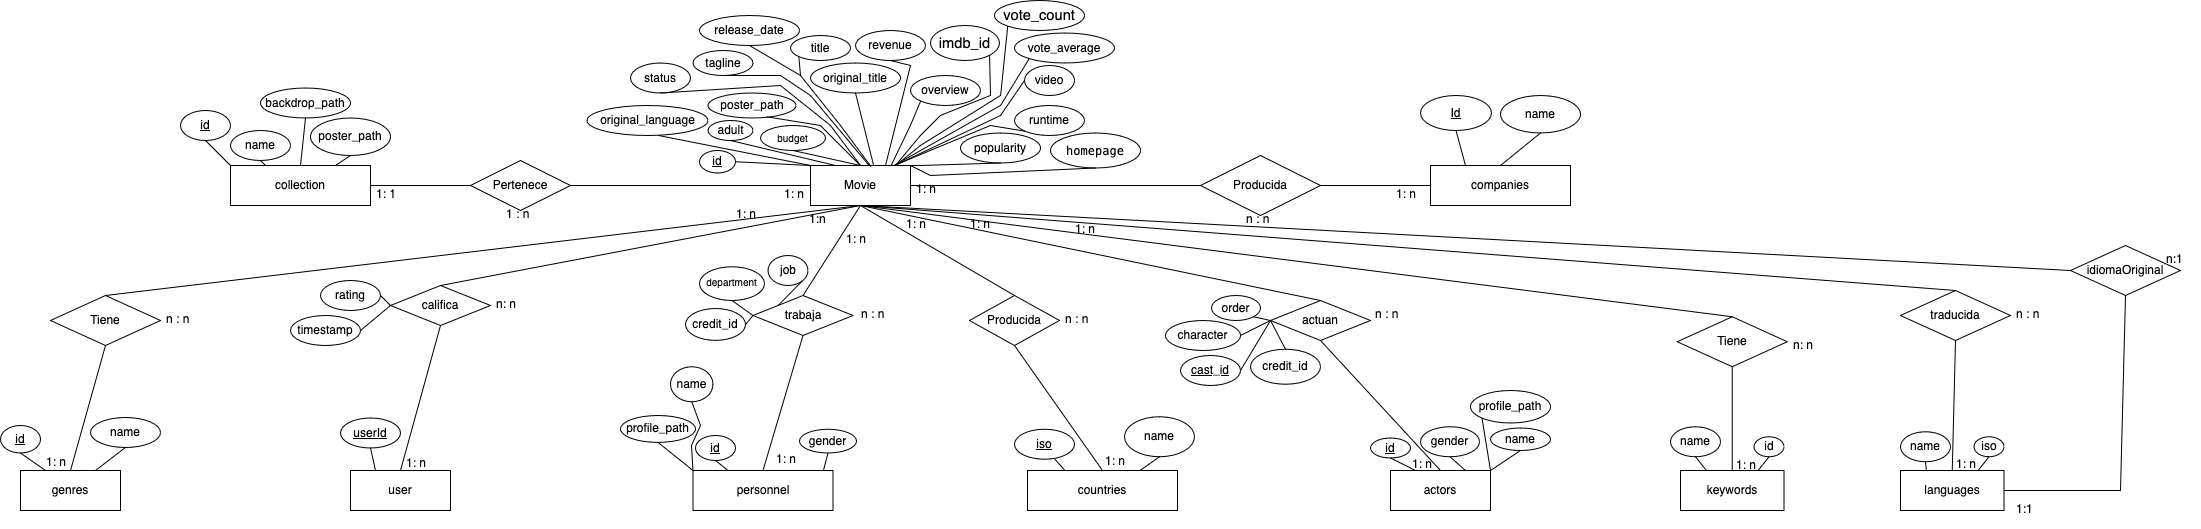 vote_count
release_date
title
revenue
imdb_id
vote_average
tagline
status
original_title
video
overview
backdrop_path
poster_path
original_language
adult
budget
runtime
id
name
poster_path
id
popularity
homepage
Id
name
collection
1: 1
Pertenece
1: n
1: n
Movie
1: n
Producida
n : n
1: n
companies
1: n
1:n
1: n
1: n
1: n
1: n
n:1
idiomaOriginal
department
job
rating
timestamp
califica
n: n
credit_id
trabaja
n : n
Tiene
n : n
Producida
n : n
order
character
cast_id
credit_id
actuan
n : n
Tiene
n: n
traducida
n : n
name
profile_path
id
gender
id
name
userId
iso
name
profile_path
id
gender
name
name
id
name
iso
1: n
1: n
1: n
1: n
1: n
1: n
1: n
genres
user
personnel
countries
actors
keywords
languages
1:1